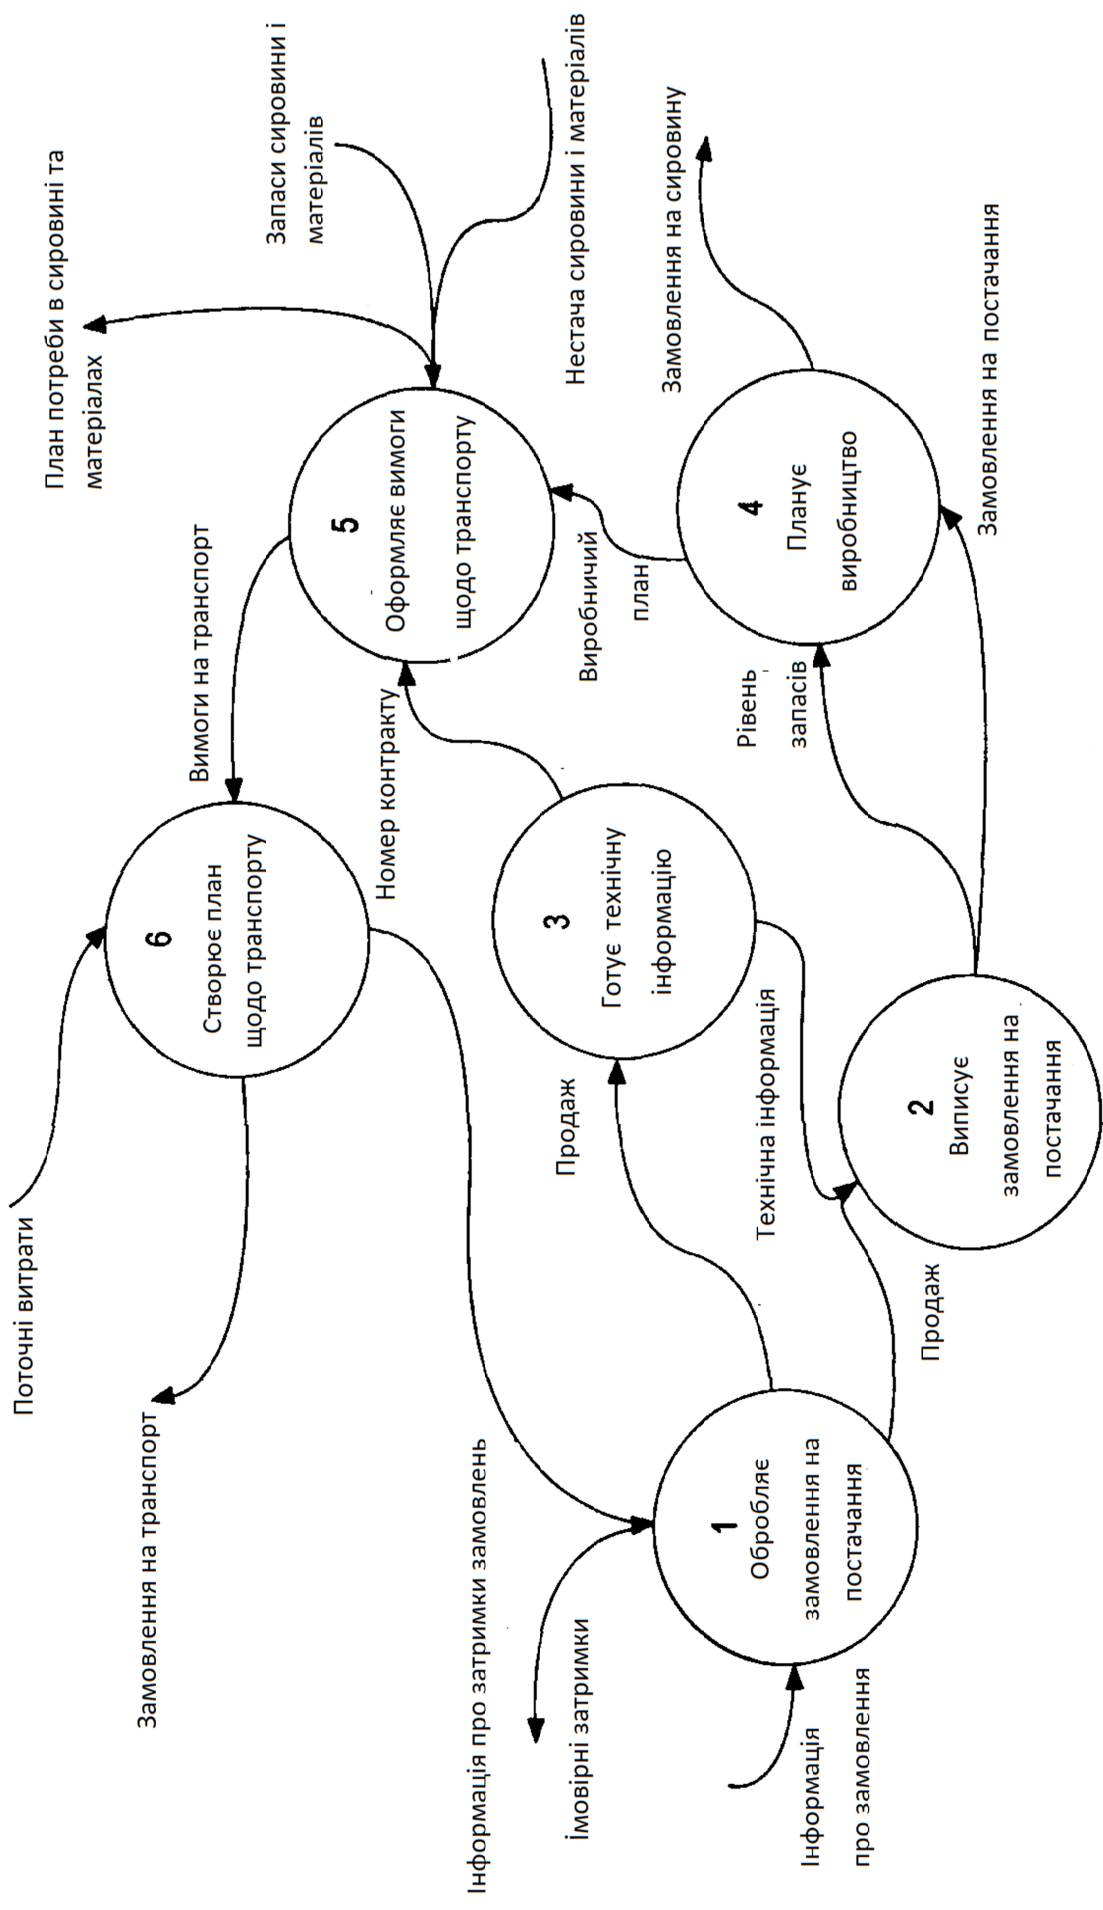 Поточні витрати
Замовлення на транспорт
6
Створює план
щодо транспорту
Вимоги на транспорт
План потреби в сировині та
матеріалах
Запаси сировини і
матеріалів
5
Оформляє вимоги
щодо транспорту
Нестача сировини і матеріалів
Номер контракту
Виробничий
план
Інформація про затримки замовлень
Імовірні затримки
Продаж
3
Готує технічну
інформацію
Замовлення на сировину
4
Планує
виробництво
Рівень
запасів
1
Обробляє
замовлення на
постачання
Інформація
про замовлення
Технічна інформація
Продаж
2
Виписує
замовлення на
постачання
Замовлення на постачання